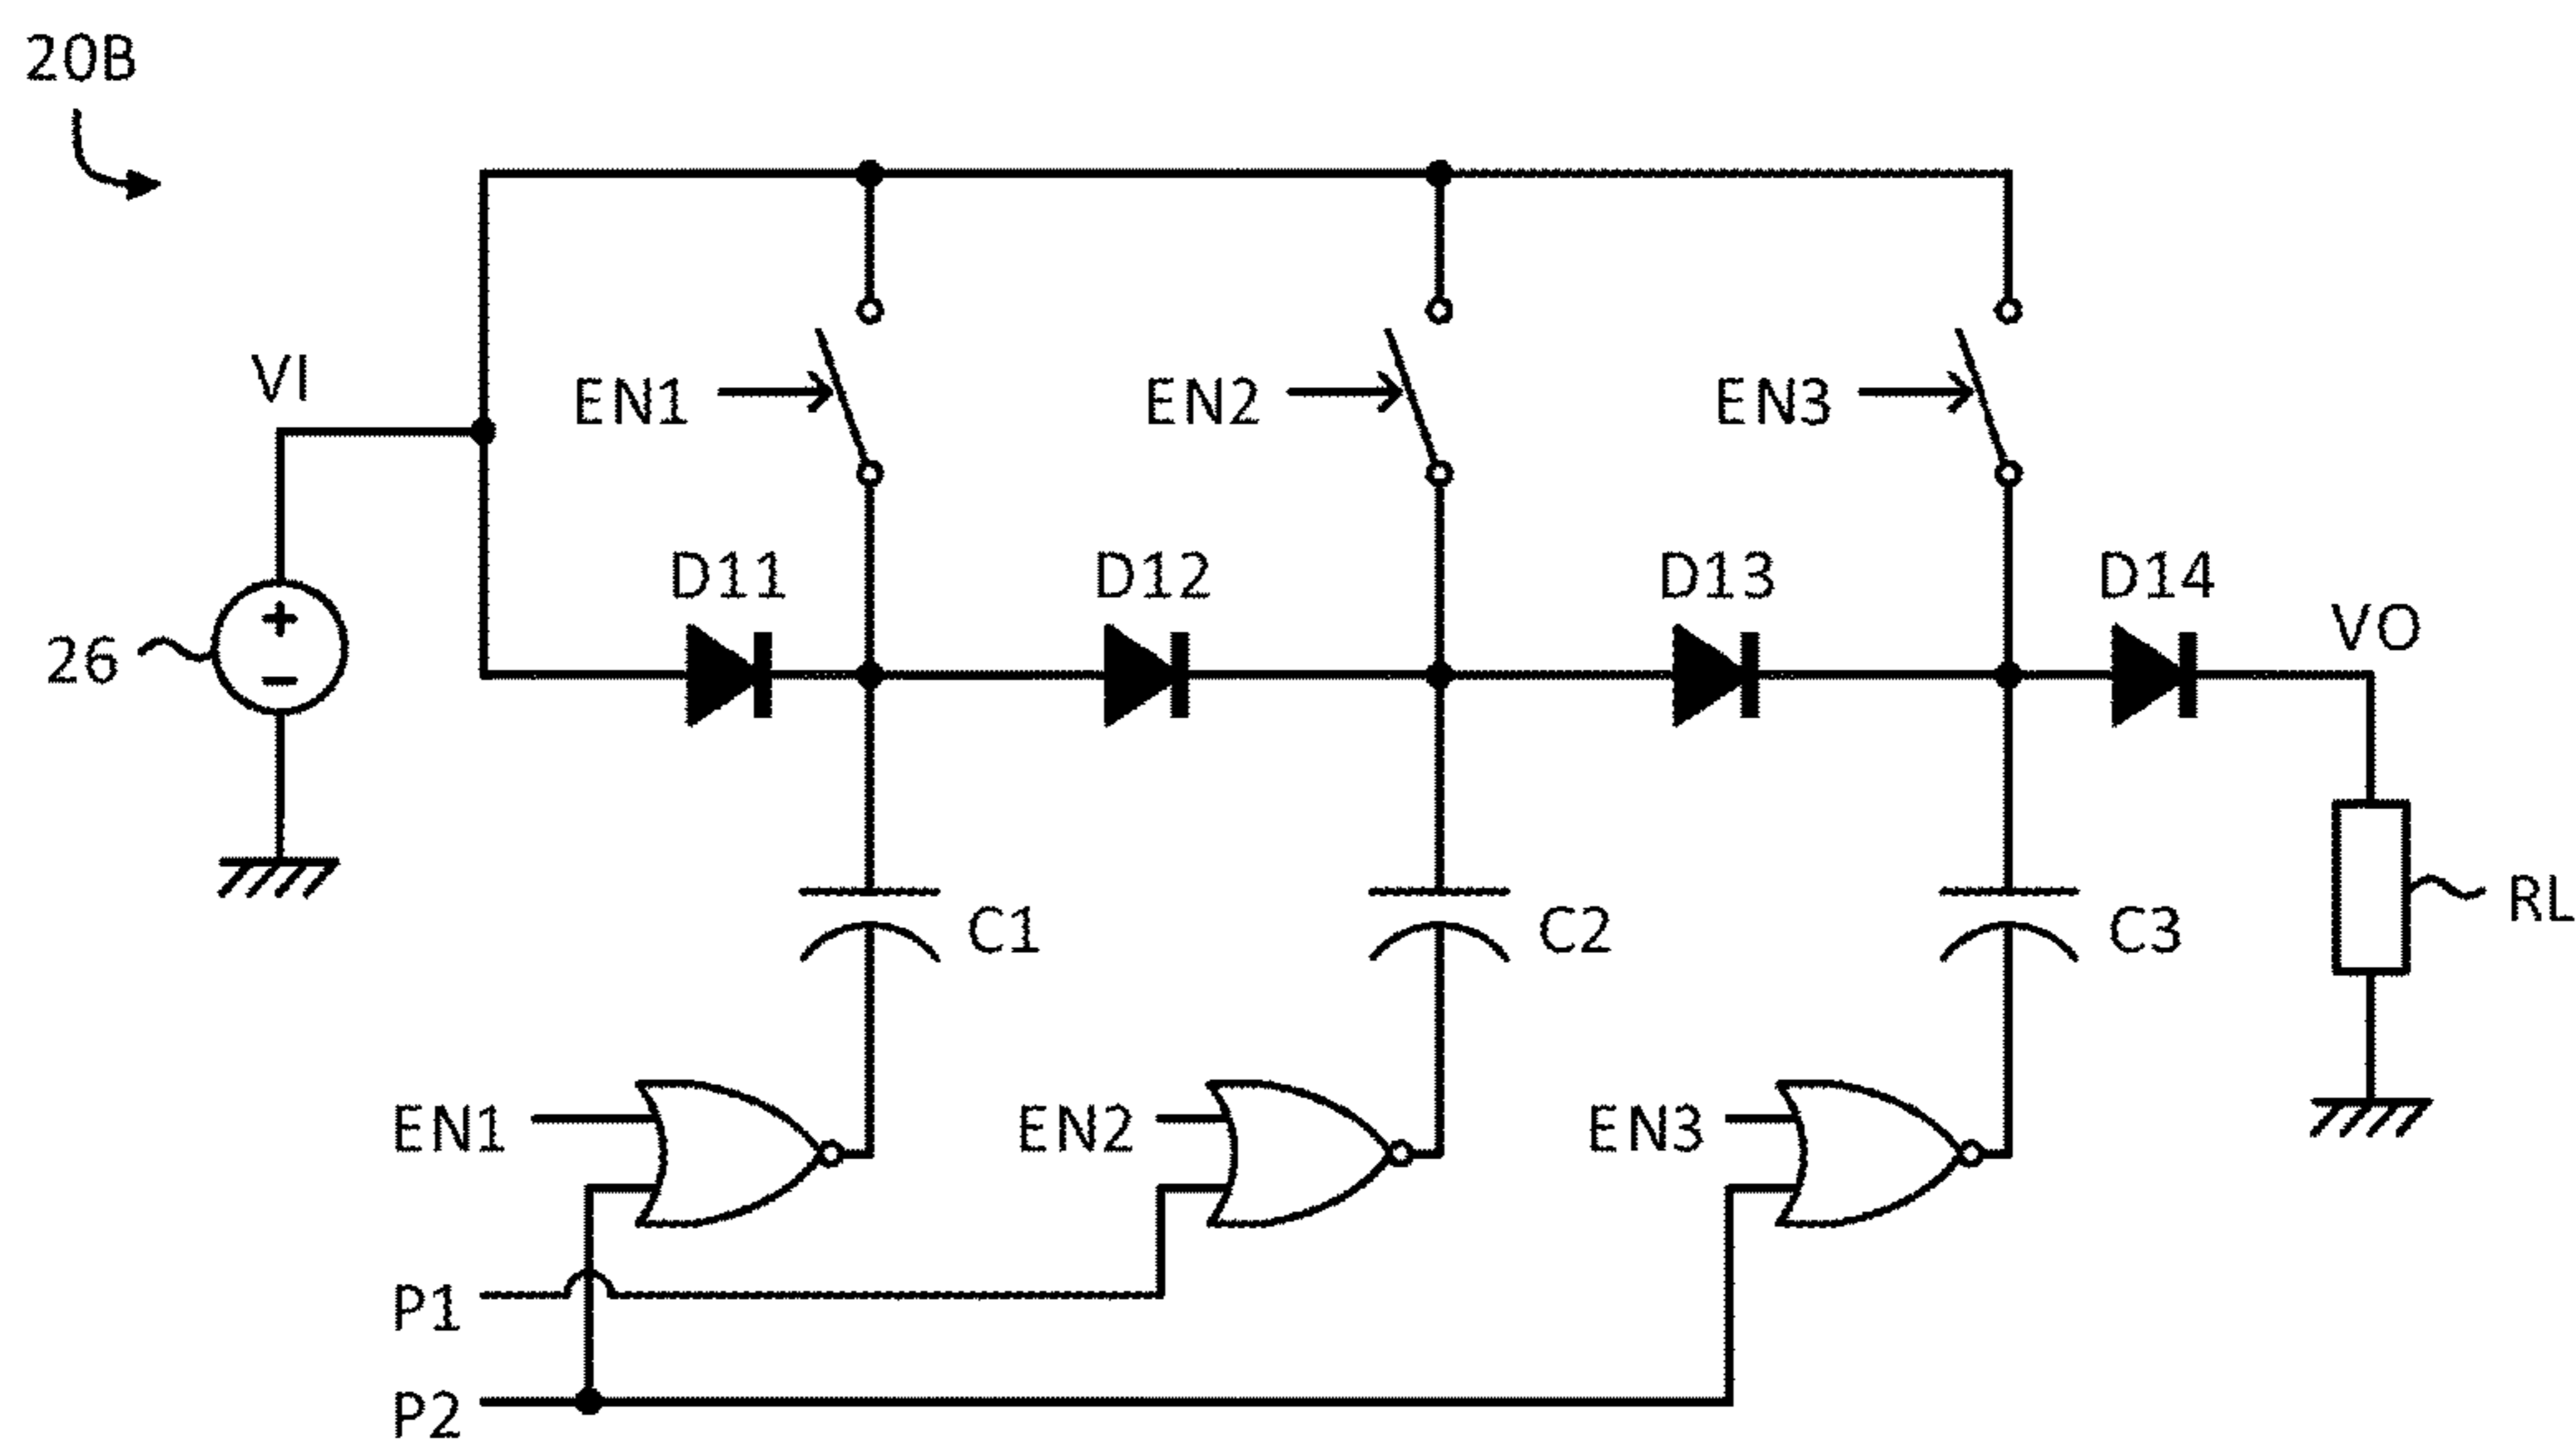 20B
VI
EN1
EN2
EN3
D11
D12
D13
D14
VO
26
+
−
C1
C2
C3
RL
EN1
EN2
EN3
P1
P2